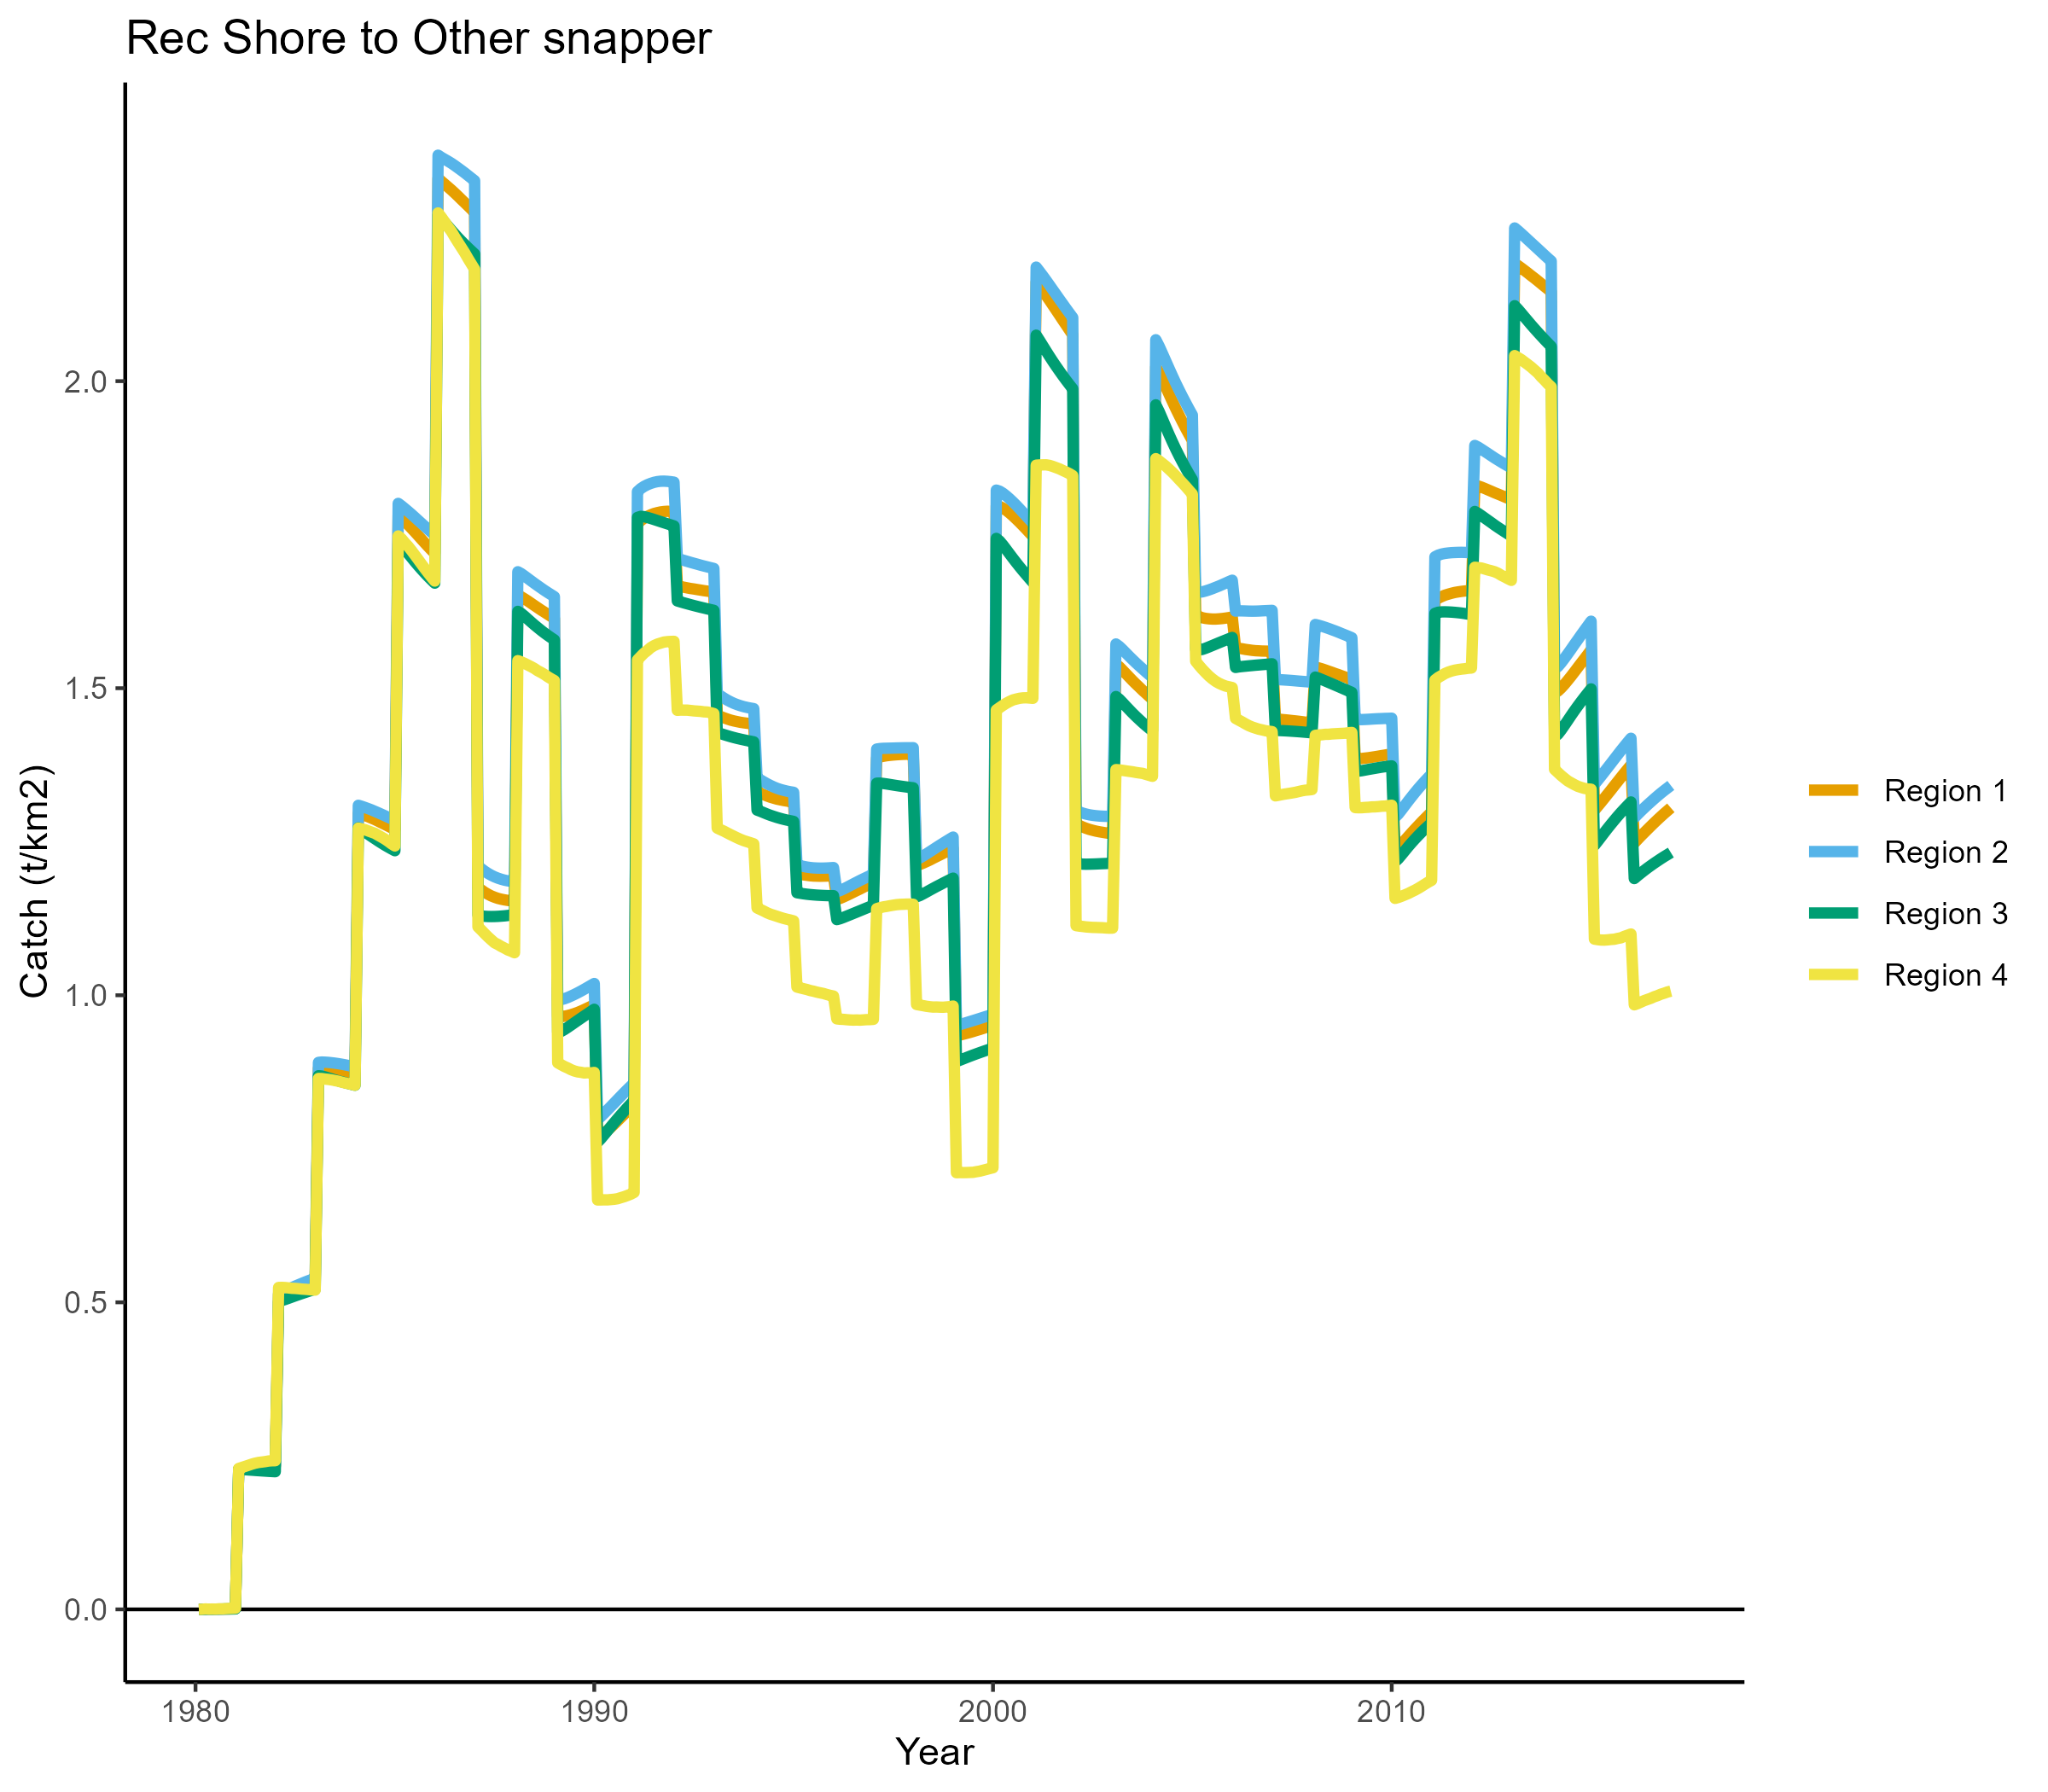 Rec Shore to Other snapper
Catch (t/km2)
2.0
1.5
1.0
0.5
0.0
1980
1990
2000
2010
Year
Region 1
Region 2
Region 3
Region 4